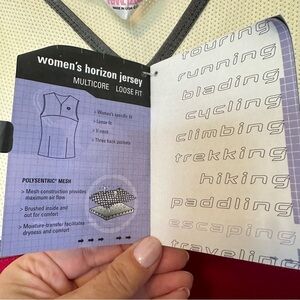 women's horizon jersey
MULTICORE LOOSE FIT
> Women's specific fit
> Loose fit
> V-neck
> Three back pockets
POLYSENTRIC® MESH
> Mesh construction provides
maximum air flow
> Brushed inside and
out for comfort
> Moisture-transfer facilitates
dryness and comfort
touring
running
blading
cycling
climbing
trekking
hiking
paddling
escaping
traveling